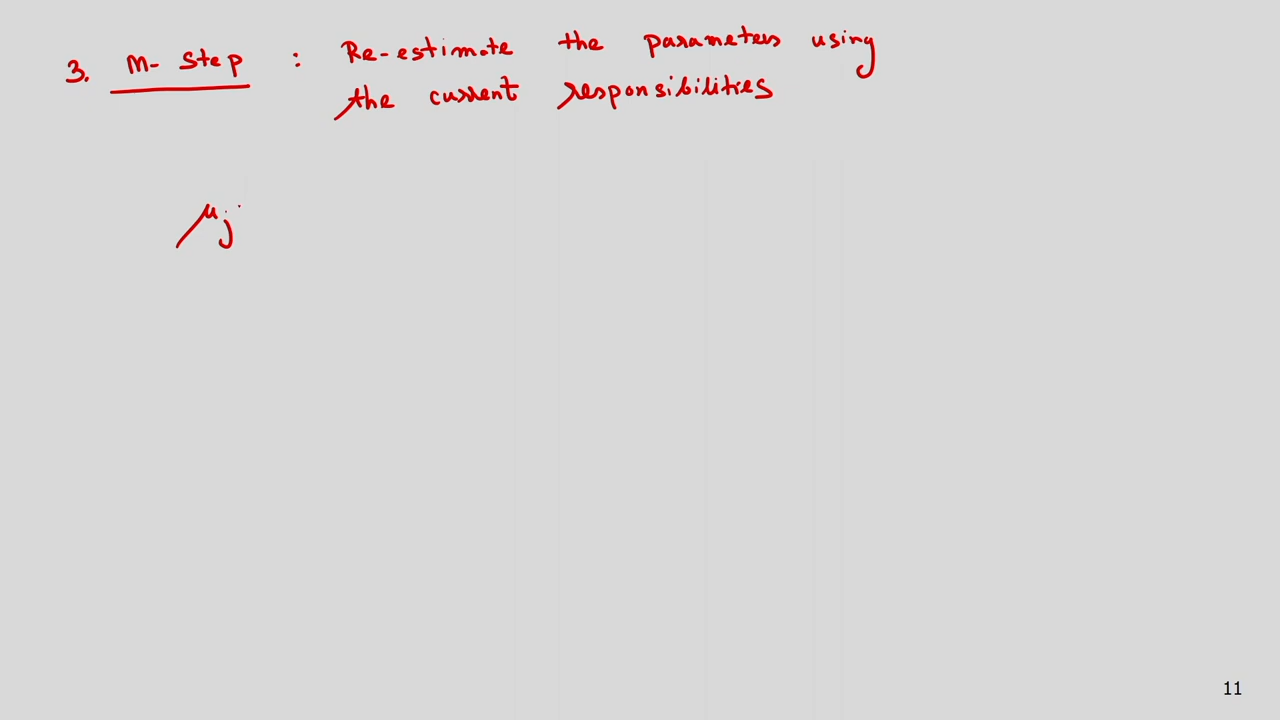 3. M- Step : Re-estimate the parameters using
the current responsibilities
μj
11